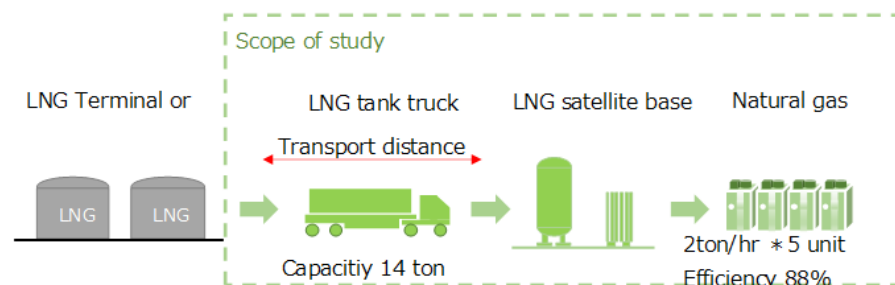 Scope of study
LNG Terminal or
LNG tank truck
LNG satellite base
Natural gas
Transport distance
LNG
LNG
2ton/hr ＊5 unit
Capacitiy 14 ton
Efficiency 88%